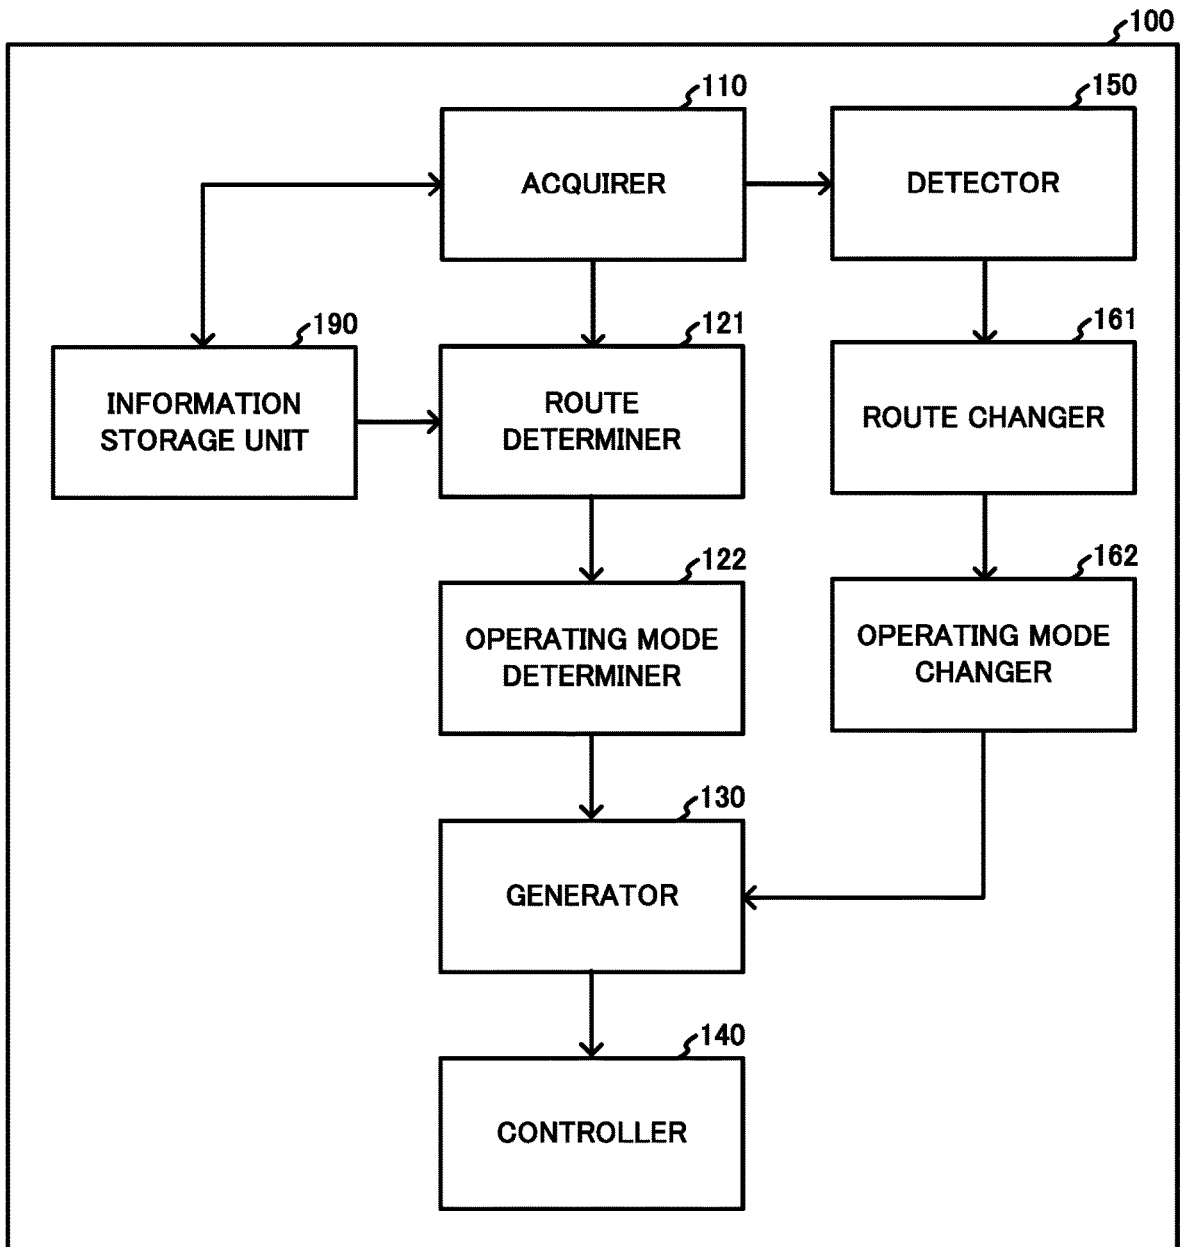 100
110
ACQUIRER
150
DETECTOR
190
INFORMATION
STORAGE UNIT
121
ROUTE
DETERMINER
161
ROUTE CHANGER
122
OPERATING MODE
DETERMINER
162
OPERATING MODE
CHANGER
130
GENERATOR
140
CONTROLLER